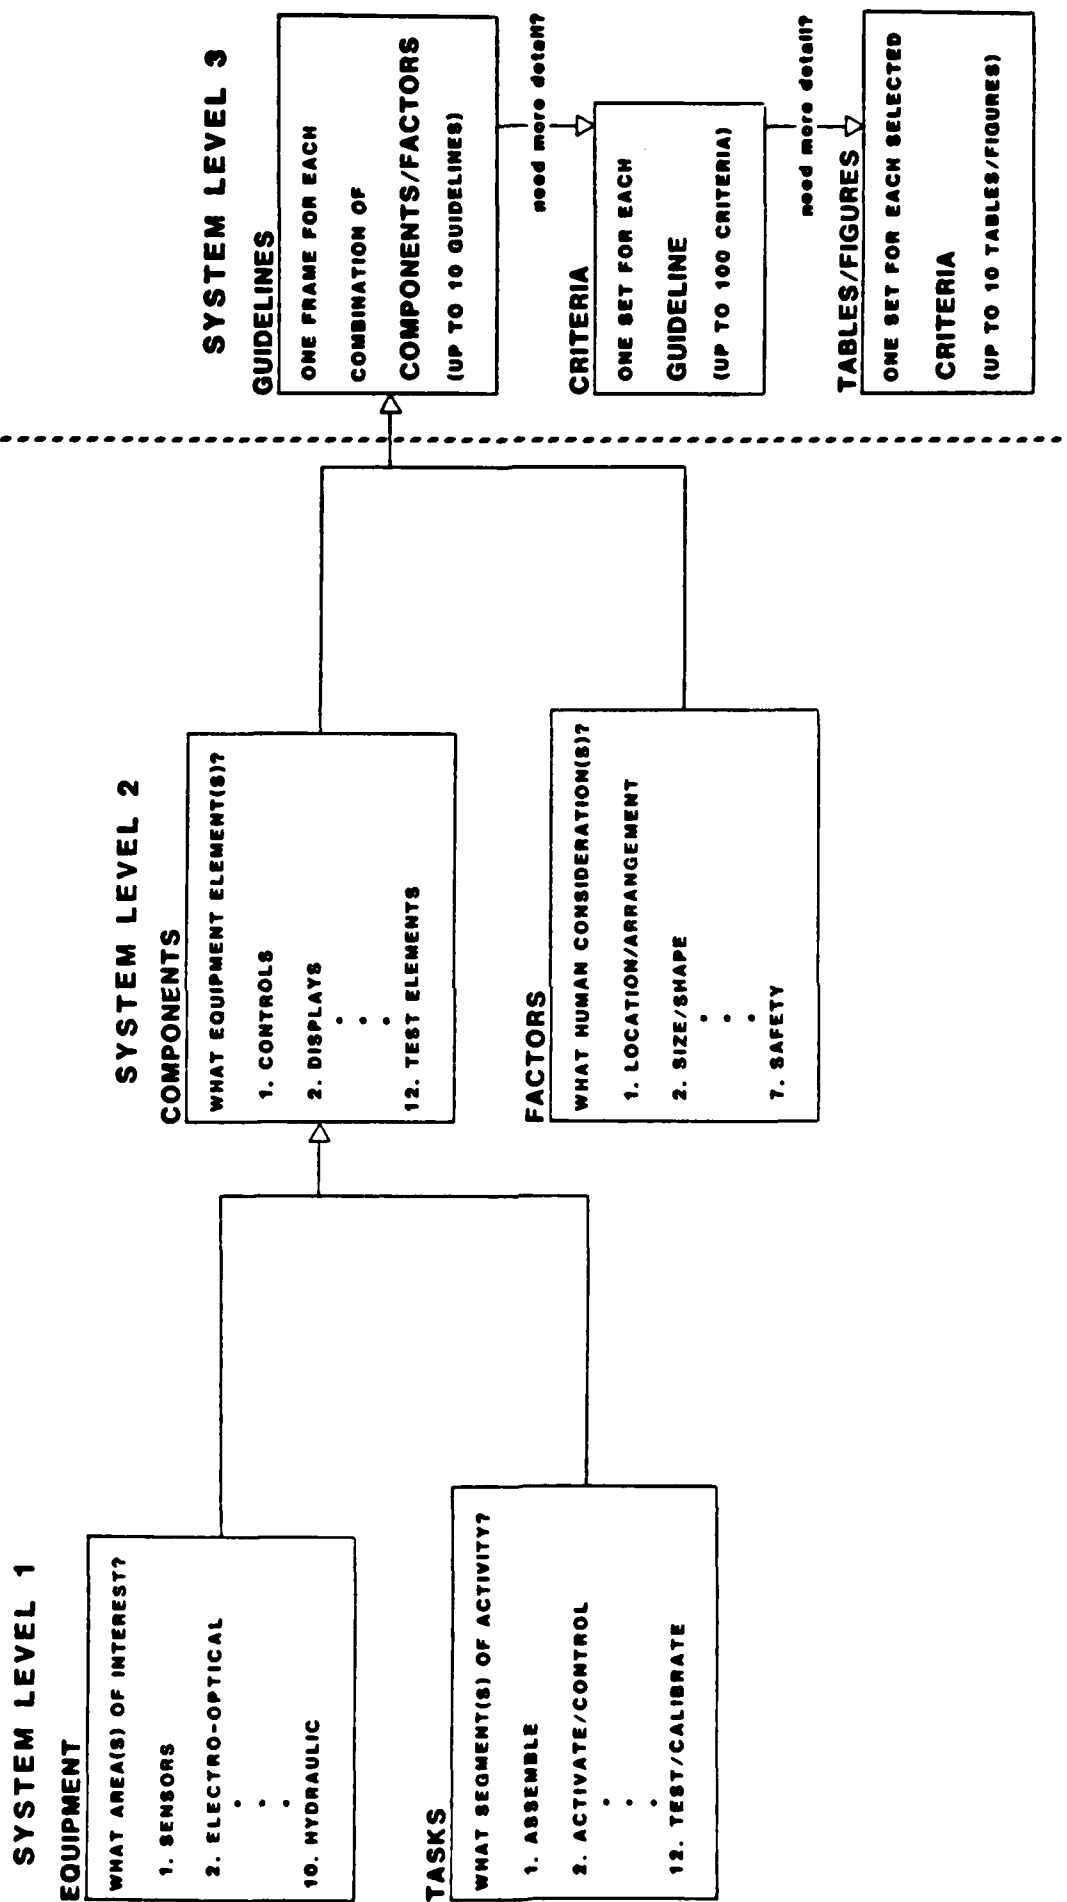 SYSTEM LEVEL 1
EQUIPMENT
WHAT AREA(S) OF INTEREST?
1. SENSORS
2. ELECTRO-OPTICAL
10. HYDRAULIC
TASKS
WHAT SEGMENT(S) OF ACTIVITY?
1. ASSEMBLE
2. ACTIVATE/CONTROL
12. TEST/CALIBRATE
SYSTEM LEVEL 2
COMPONENTS
WHAT EQUIPMENT ELEMENT(S)?
1. CONTROLS
2. DISPLAYS
12. TEST ELEMENTS
FACTORS
WHAT HUMAN CONSIDERATION(S)?
1. LOCATION/ARRANGEMENT
2. SIZE/SHAPE
7. SAFETY
SYSTEM LEVEL 3
GUIDELINES
ONE FRAME FOR EACH
COMBINATION OF
COMPONENTS/FACTORS
(UP TO 10 GUIDELINES)
need more detail?
CRITERIA
ONE SET FOR EACH
GUIDELINE
(UP TO 100 CRITERIA)
need more detail?
TABLES/FIGURES
ONE SET FOR EACH SELECTED
CRITERIA
(UP TO 10 TABLES/FIGURES)